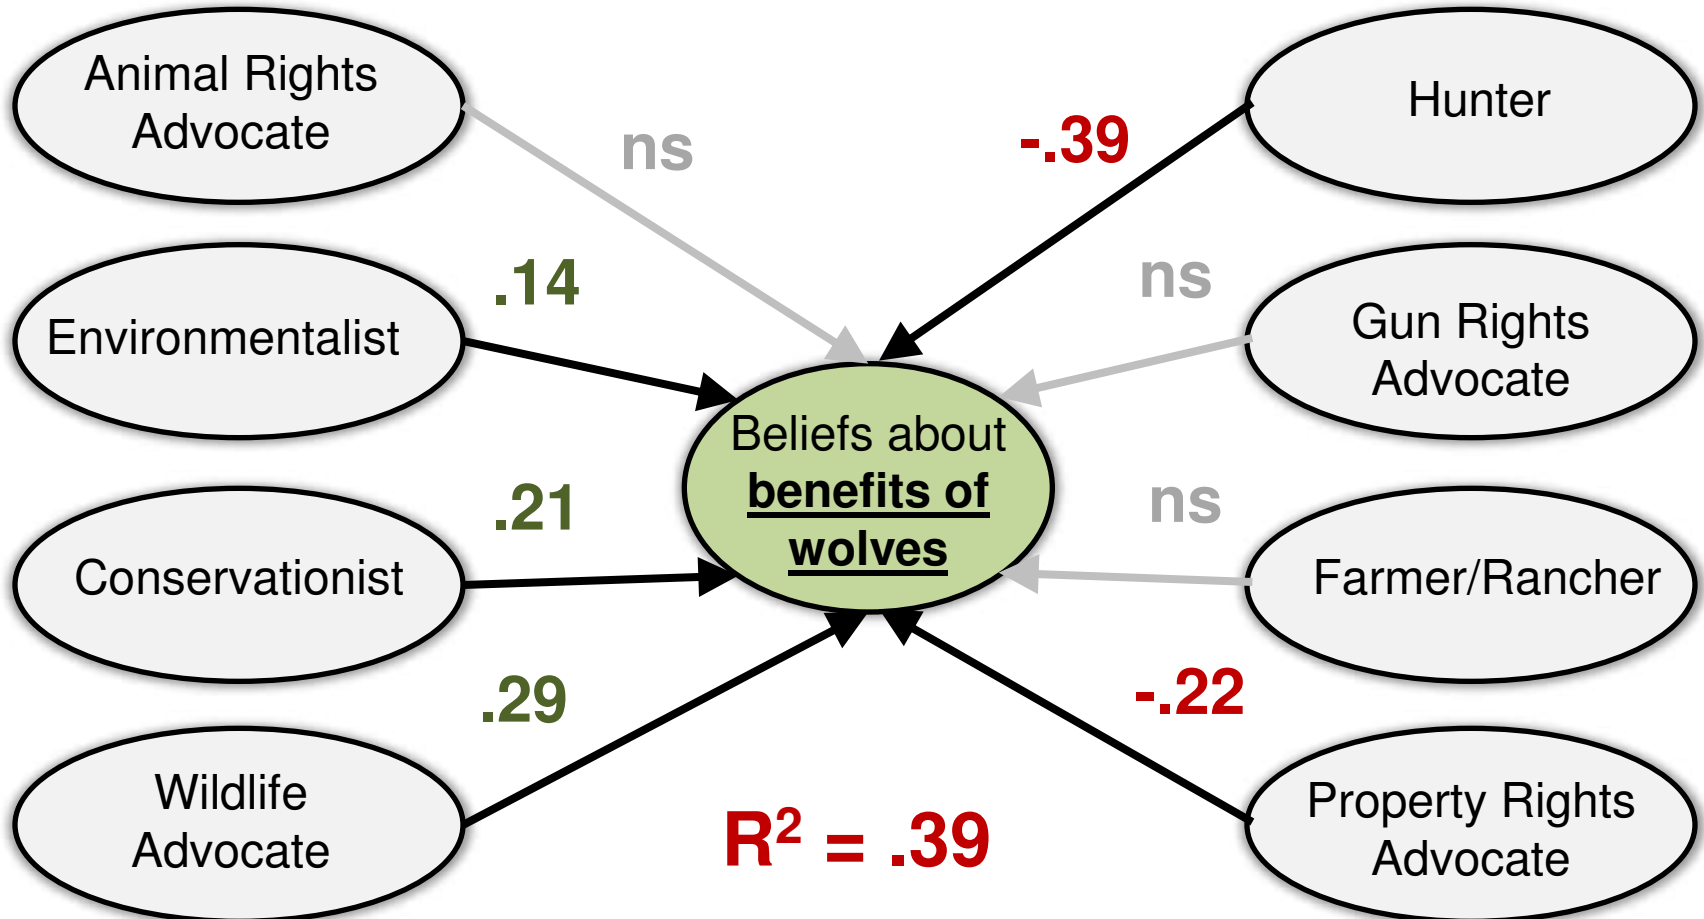 Animal Rights
Advocate
ns
-.39
Hunter
Environmentalist
.14
ns
Gun Rights
Advocate
Beliefs about
benefits of
wolves
Conservationist
.21
ns
Farmer/Rancher
Wildlife
Advocate
.29
-.22
Property Rights
Advocate
R² = .39